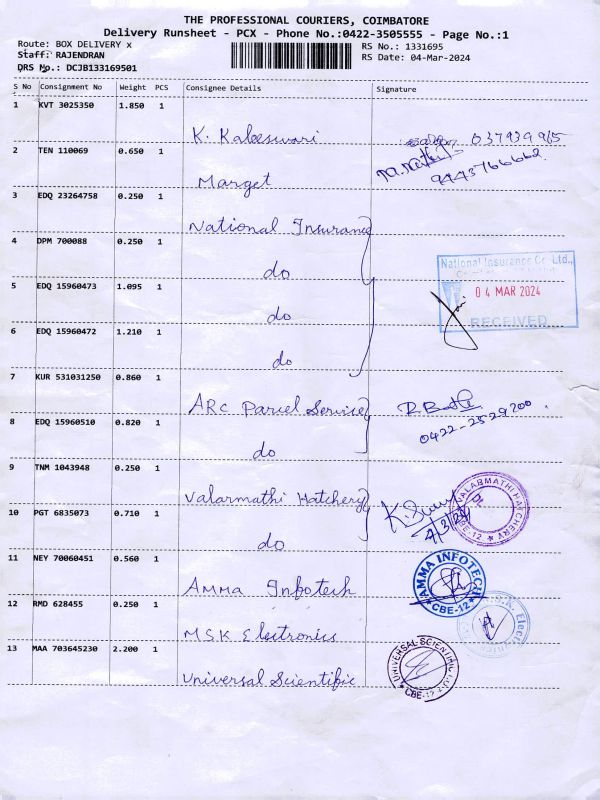 THE PROFESSIONAL COURIERS, COIMBATORE
Delivery Runsheet - PCX - Phone No.:0422-3505555 - Page No.:1
Route: BOX DELIVERY x
RS No.: 1331695
Staff: RAJENDRAN
RS Date: 04-Mar-2024
DRS No.: DCJB133169501
S No Consignment No Weight PCS Consignee Details Signature
1 KVT 3025350 1.850 1
K. Kaleeswari
2 TEN 110069 0.650 1
Marget 9443766662
3 EDQ 23264758 0.250 1
National Insurance
4 DPM 700088 0.250 1
do National Insurance Co. Ltd.,
5 EDQ 15960473 1.095 1 04 MAR 2024
do RECEIVED
6 EDQ 15960472 1.210 1
do
7 KUR 531031250 0.860 1
ARC Parcel Service
8 EDQ 15960510 0.820 1 0422-2529200
do
9 TNM 1043948 0.250 1
Valarmathi Hatchery VALARMATHI HATCHERY CBE-12
10 PGT 6835073 0.710 1 4/3/24
do
11 NEY 70060451 0.560 1
Amma Infotech AMMA INFOTECH CBE-12
12 RMD 628455 0.250 1
MSK Electronics
13 MAA 703645230 2.200 1
Universal Scientific UNIVERSAL SCIENTIFIC CBE-12